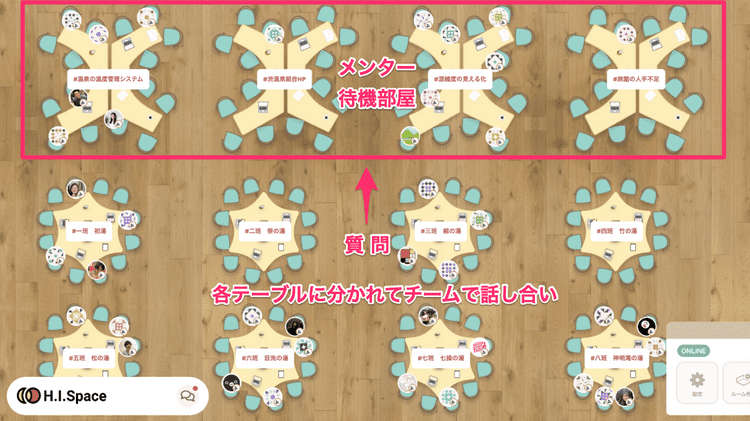 #温泉の温度管理システム
#渋温泉組合HP
#混雑度の見える化
#旅館の人手不足
メンター
待機部屋
#一班 初湯
#二班 笹の湯
#三班 綿の湯
#四班 竹の湯
質 問
各テーブルに分かれてチームで話し合い
#五班 松の湯
#六班 目洗の湯
#七班 七操の湯
#八班 神明滝の湯
H.I.Space
ONLINE
設定